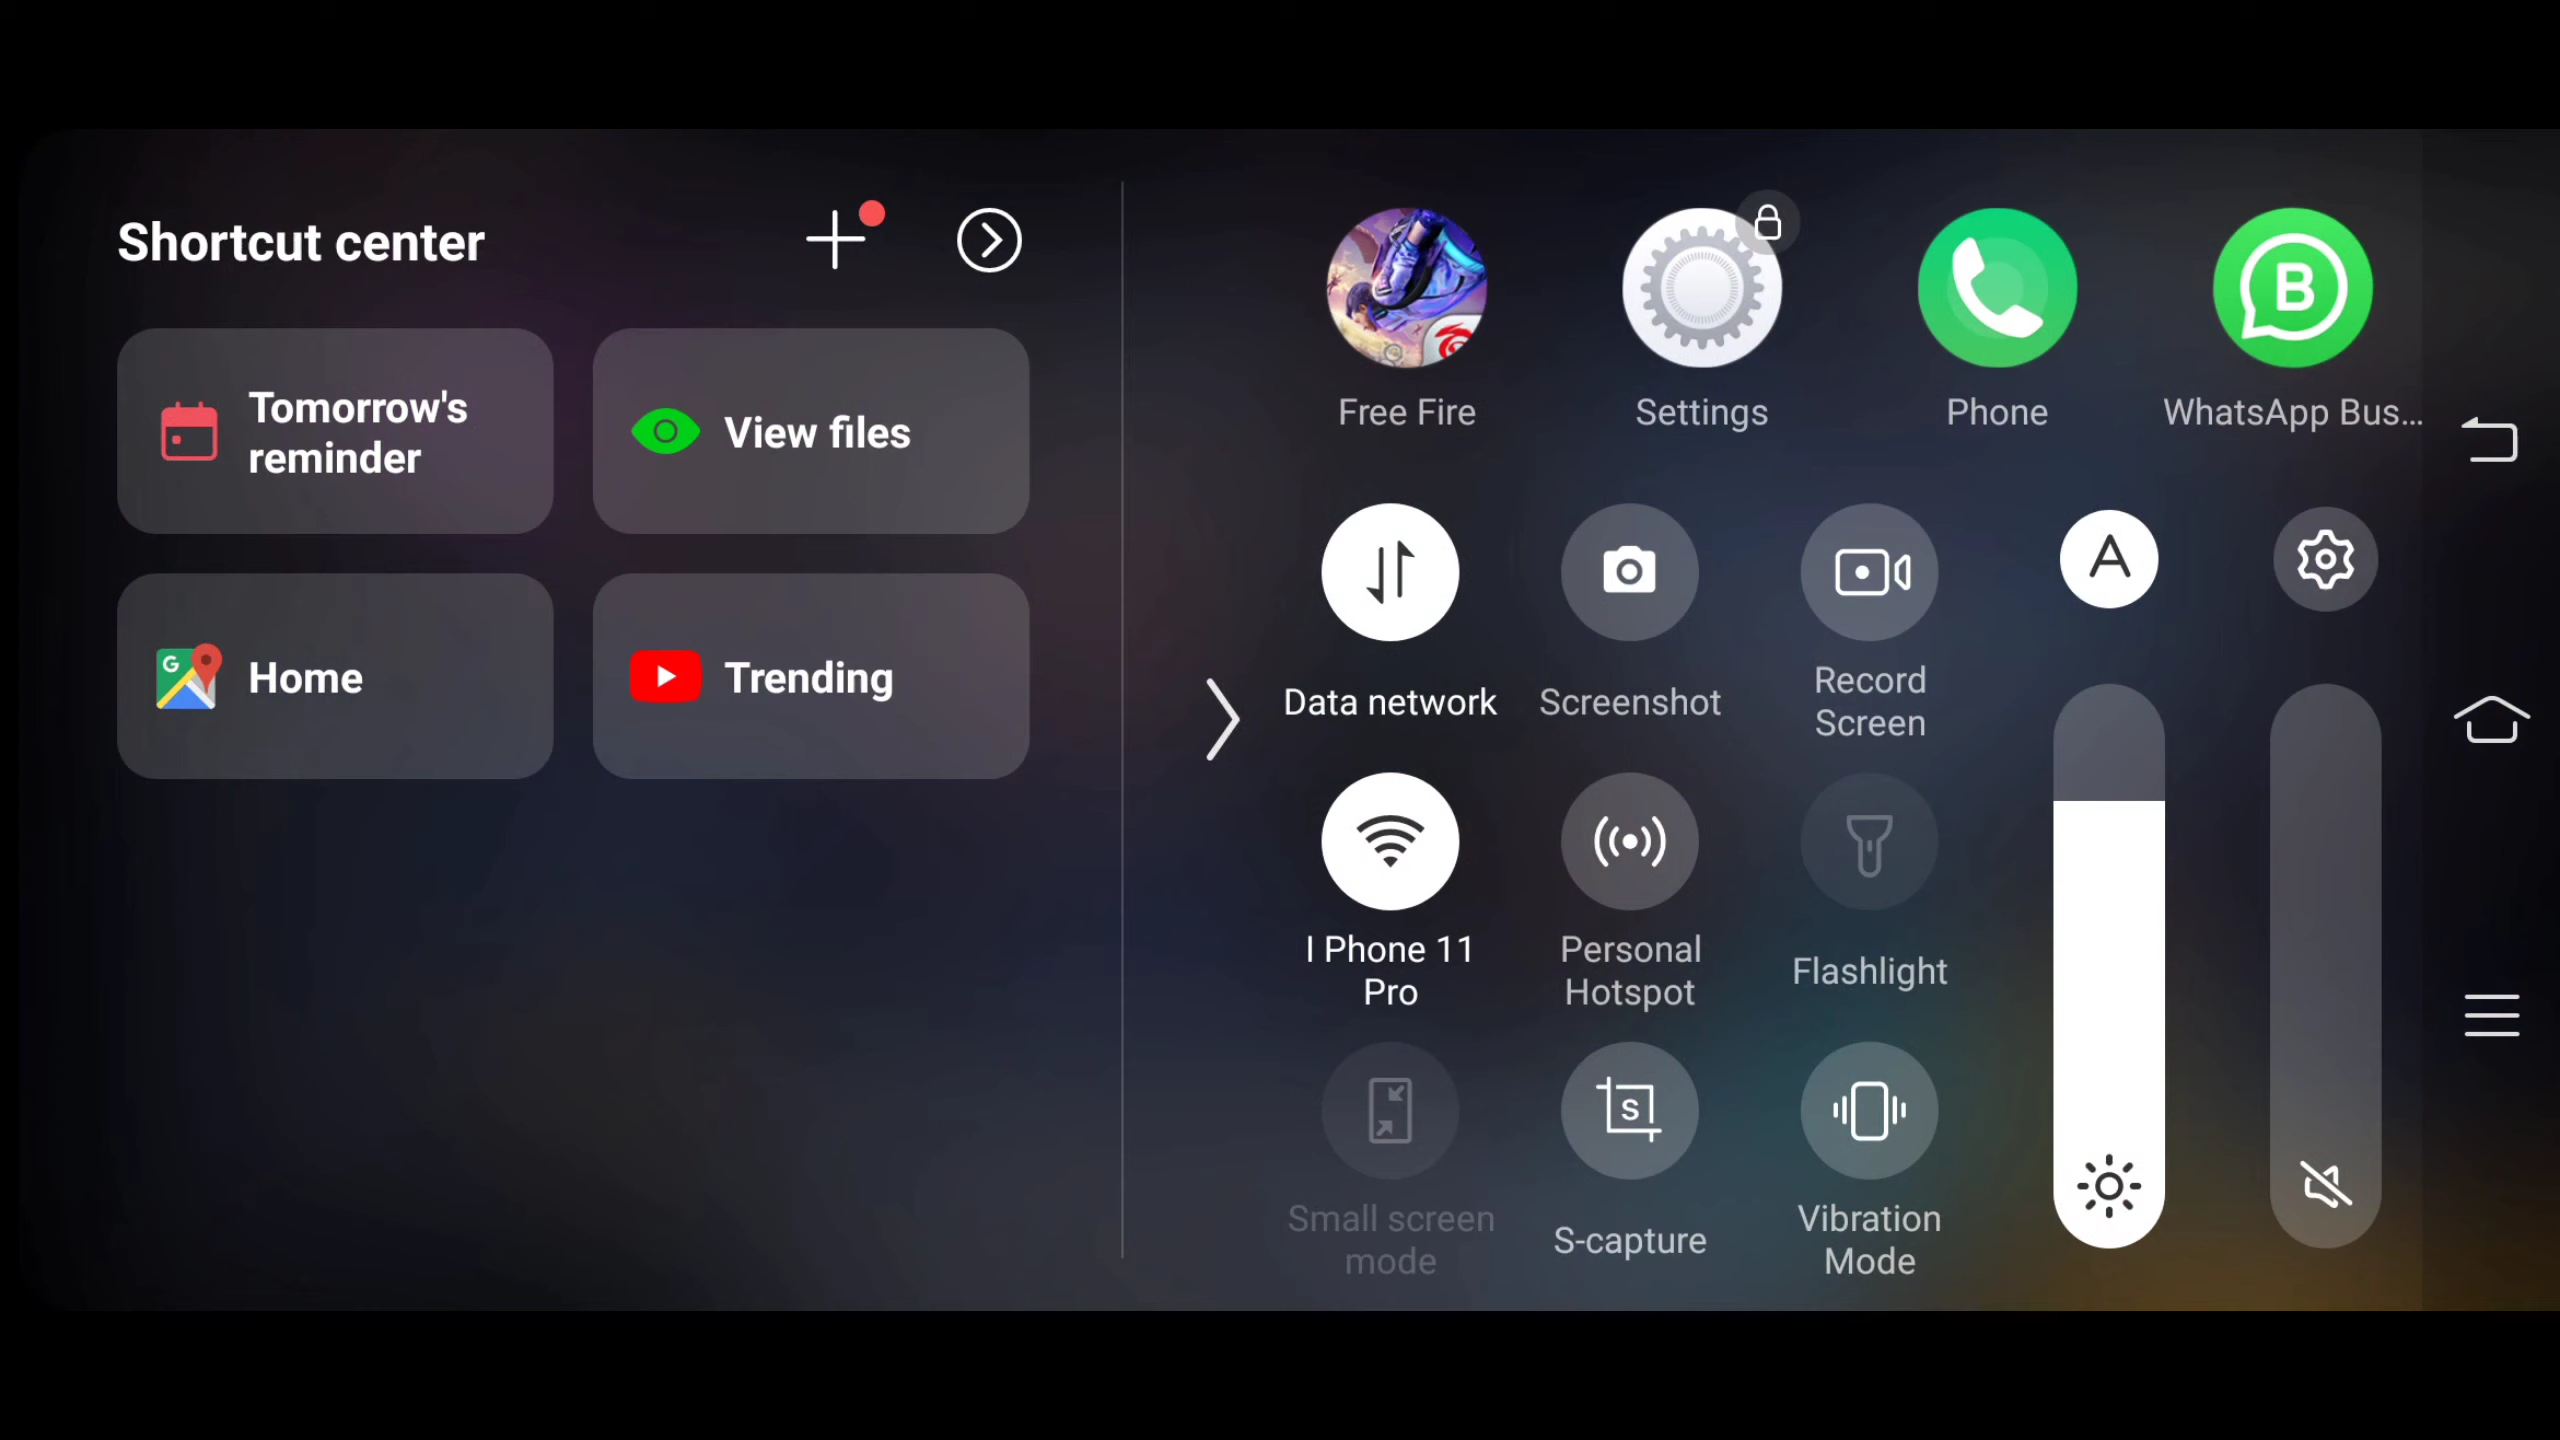 Shortcut center
Tomorrow's
reminder
View files
Home
Trending
Free Fire
Settings
Phone
WhatsApp Bus...
B
A
Data network
Screenshot
Record
Screen
I Phone 11
Pro
Personal
Hotspot
Flashlight
S
Small screen
mode
S-capture
Vibration
Mode
G